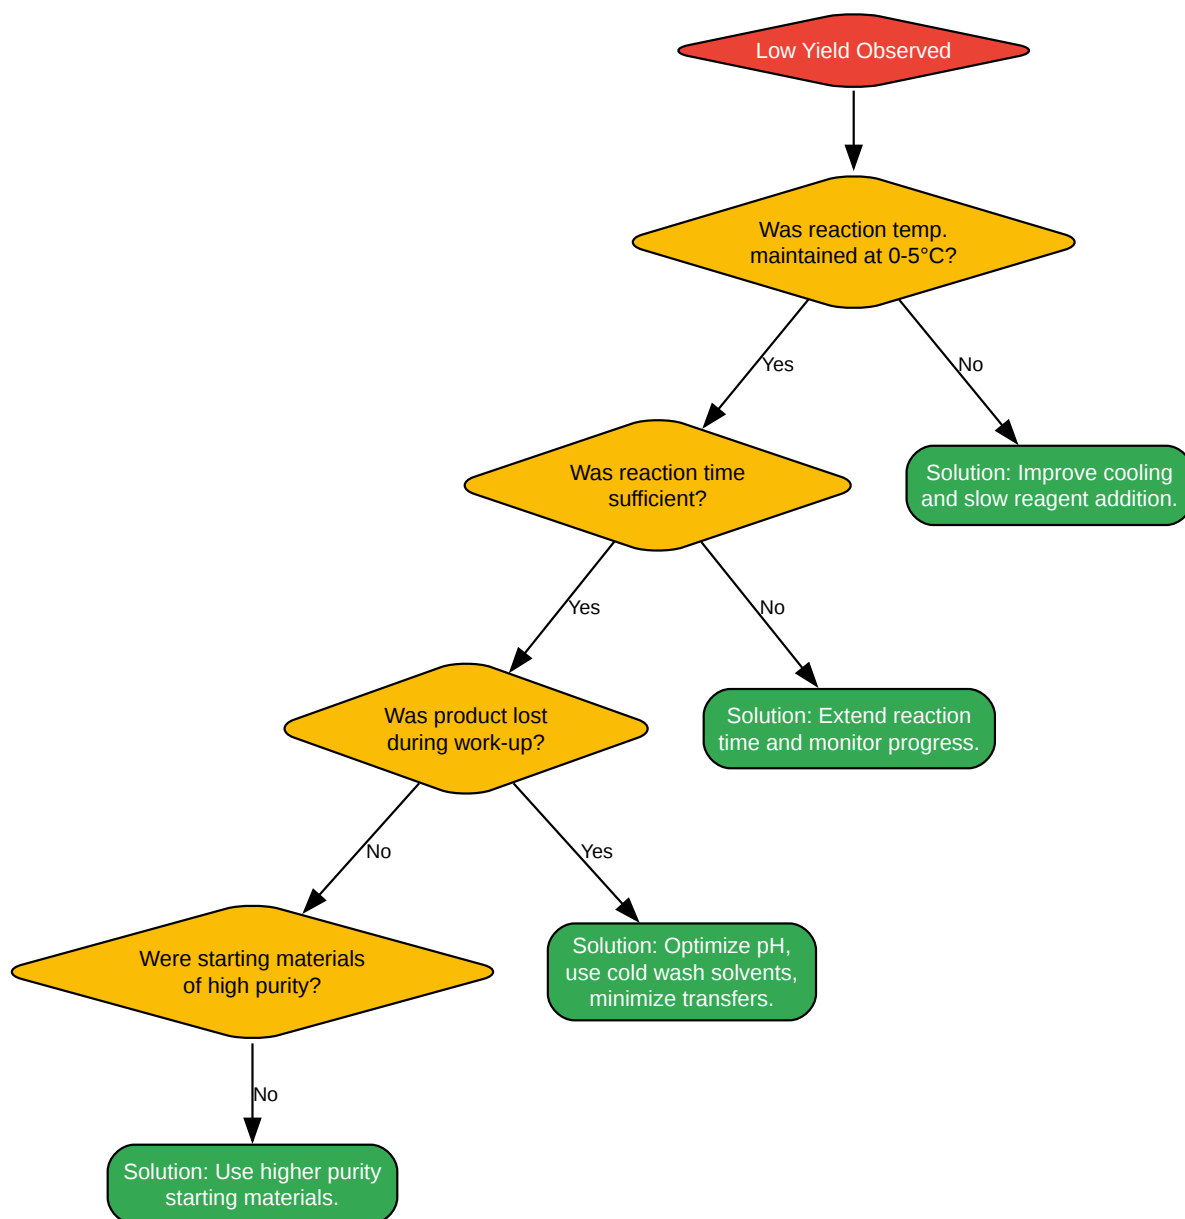 Low Yield Observed
Was reaction temp.
maintained at 0-5°C?
Yes
No
Was reaction time
sufficient?
Solution: Improve cooling
and slow reagent addition.
Yes
No
Was product lost
during work-up?
Solution: Extend reaction
time and monitor progress.
No
Yes
Were starting materials
of high purity?
Solution: Optimize pH,
use cold wash solvents,
minimize transfers.
No
Solution: Use higher purity
starting materials.